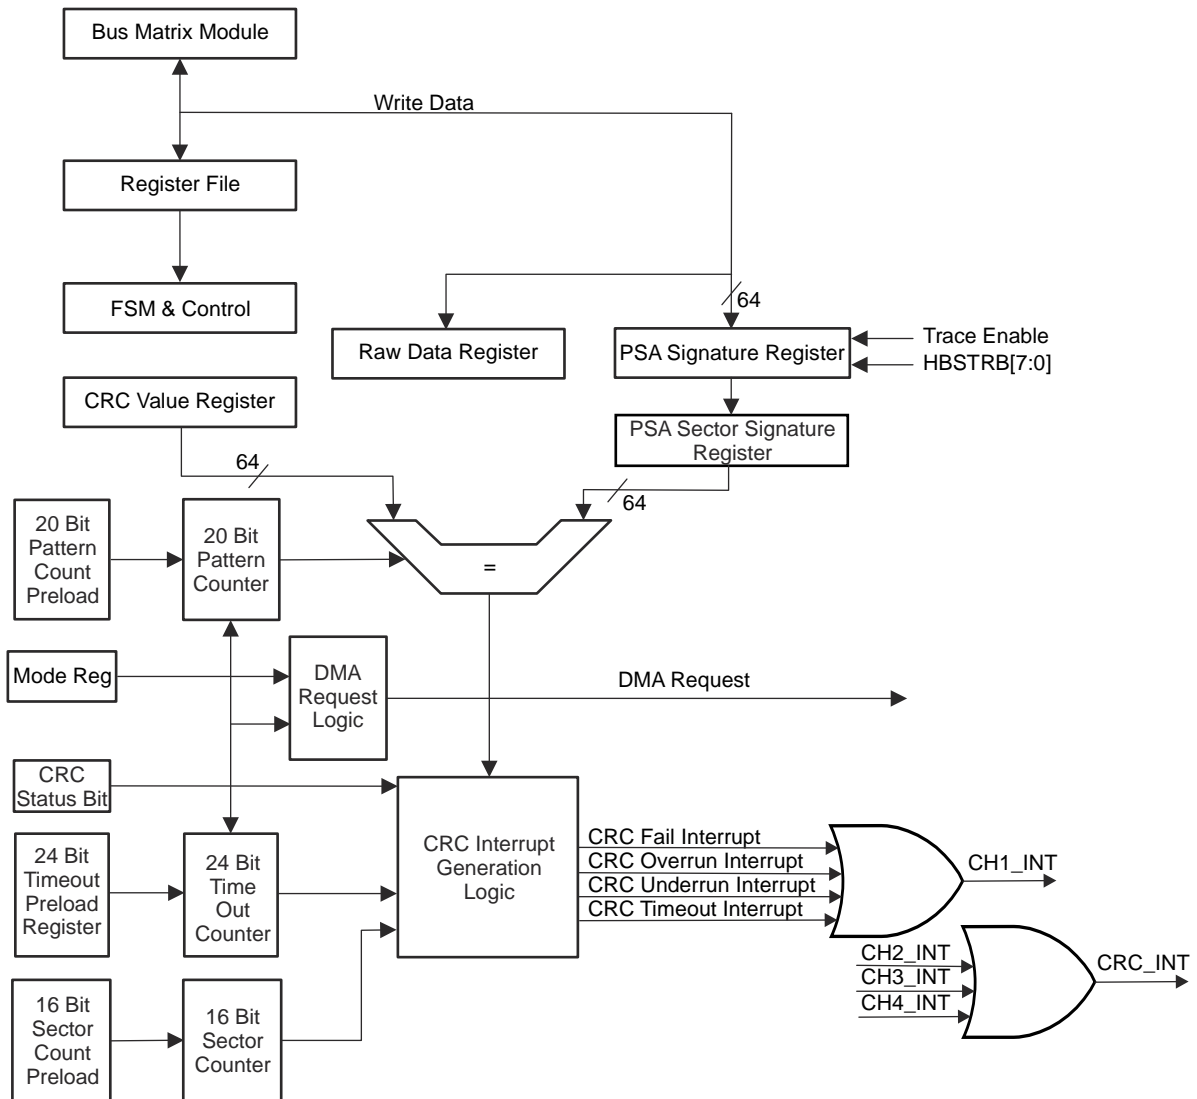 Bus Matrix Module
Write Data
Register File
FSM & Control
64
Raw Data Register
PSA Signature Register
Trace Enable
HBSTRB[7:0]
CRC Value Register
PSA Sector Signature
Register
64
64
20 Bit
Pattern
Count
Preload
20 Bit
Pattern
Counter
=
Mode Reg
DMA
Request
Logic
DMA Request
CRC
Status Bit
24 Bit
Timeout
Preload
Register
24 Bit
Time
Out
Counter
CRC Interrupt
Generation
Logic
CRC Fail Interrupt
CRC Overrun Interrupt
CRC Underrun Interrupt
CRC Timeout Interrupt
CH1_INT
CH2_INT
CH3_INT
CH4_INT
CRC_INT
16 Bit
Sector
Count
Preload
16 Bit
Sector
Counter